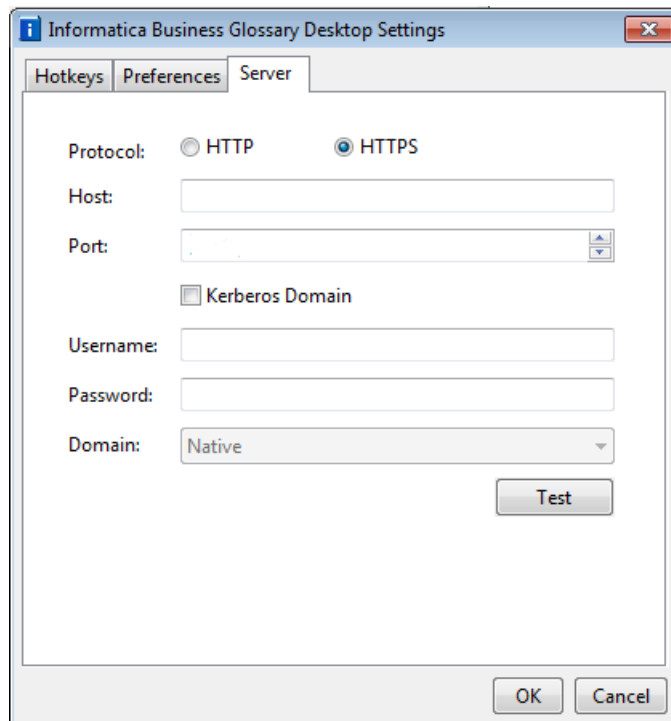 Informatica Business Glossary Desktop Settings
Hotkeys Preferences Server
Protocol: HTTP HTTPS
Host:
Port:
Kerberos Domain
Username:
Password:
Domain: Native
Test
OK Cancel